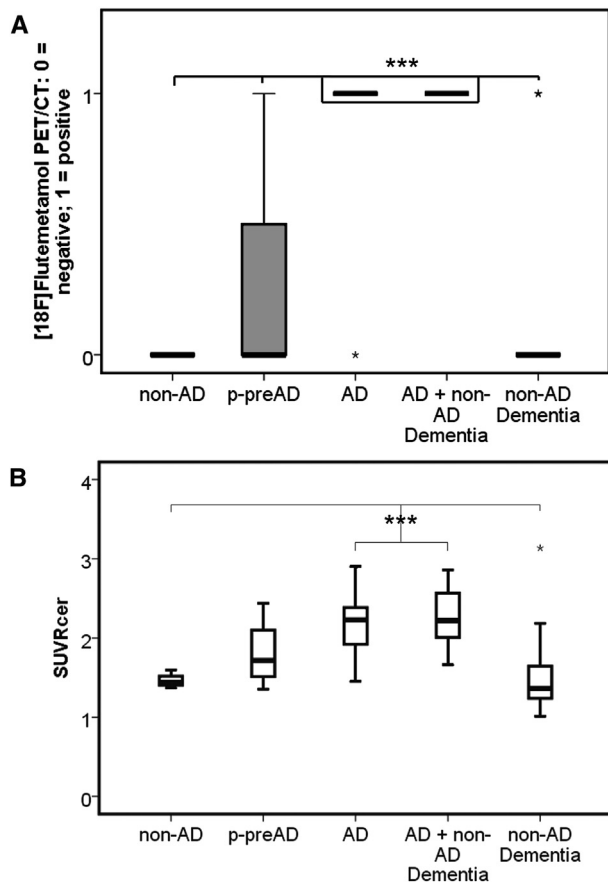 A
[18F]Flutemetamol PET/CT: 0 =
negative; 1 = positive
1
0
***
*
*
non-AD
p-preAD
AD
AD + non-
AD
Dementia
non-AD
Dementia
B
SUVRcer
4
3
2
1
0
***
*
non-AD
p-preAD
AD
AD + non-
AD
Dementia
non-AD
Dementia